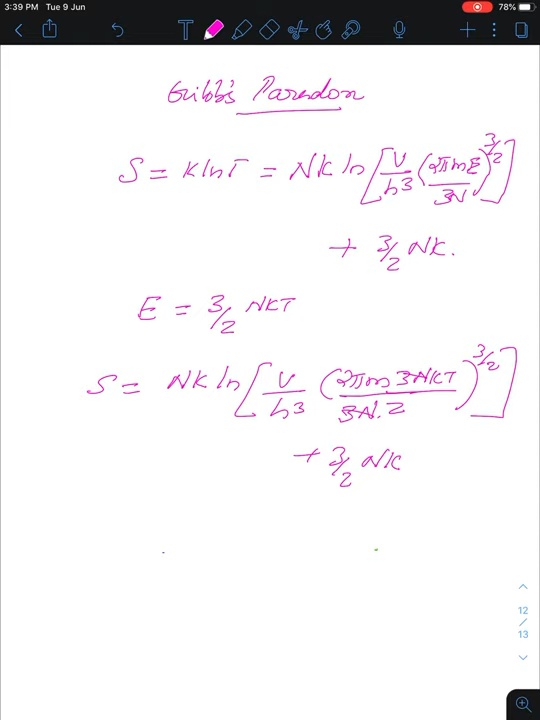 3:39 PM Tue 9 Jun 78%
Gibb's Paradox
S = K ln Γ = NK ln [V/h3 (2πmE/3N)^3/2]
+ 3/2 NK.
E = 3/2 NKT
S = NK ln [V/h3 (2πm 3NKT/3N.2)^3/2]
+ 3/2 NK
12
/
13